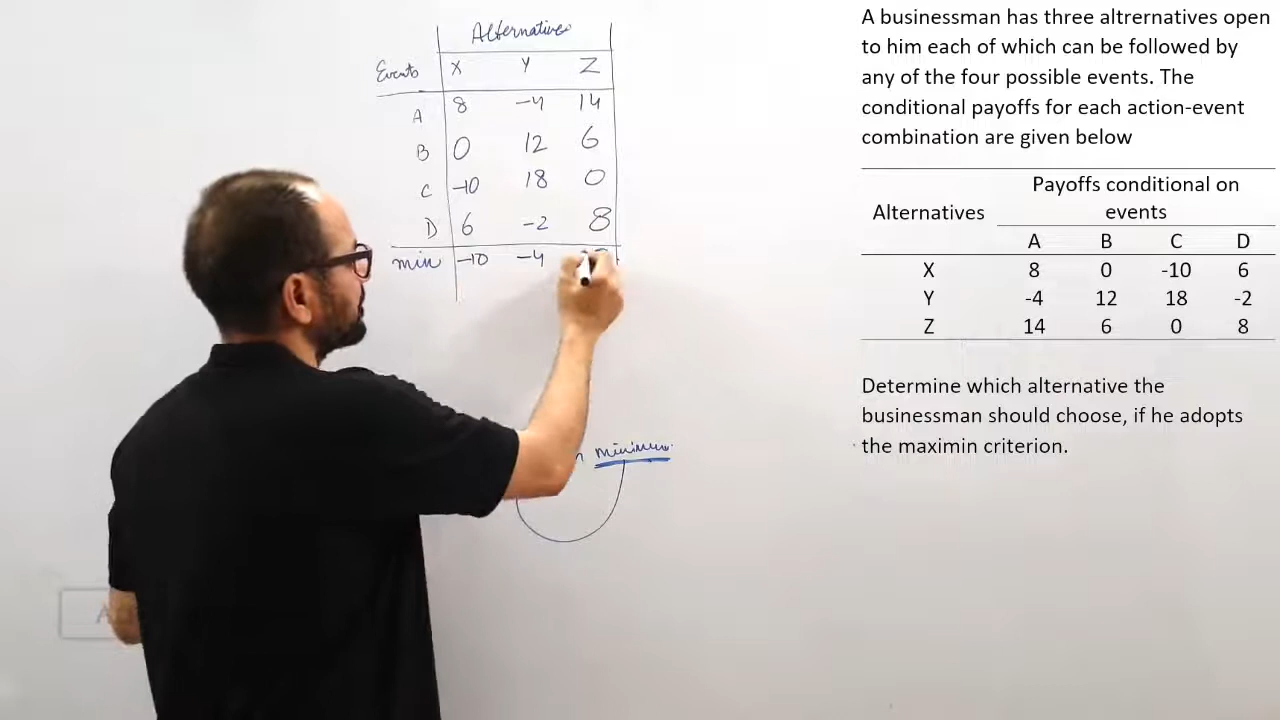 Alternatives
Events X Y Z
A 8 -4 14
B 0 12 6
C -10 18 0
D 6 -2 8
min -10 -4
minimum
A businessman has three altrernatives open
to him each of which can be followed by
any of the four possible events. The
conditional payoffs for each action-event
combination are given below
Payoffs conditional on
Alternatives events
A B C D
X 8 0 -10 6
Y -4 12 18 -2
Z 14 6 0 8
Determine which alternative the
businessman should choose, if he adopts
the maximin criterion.